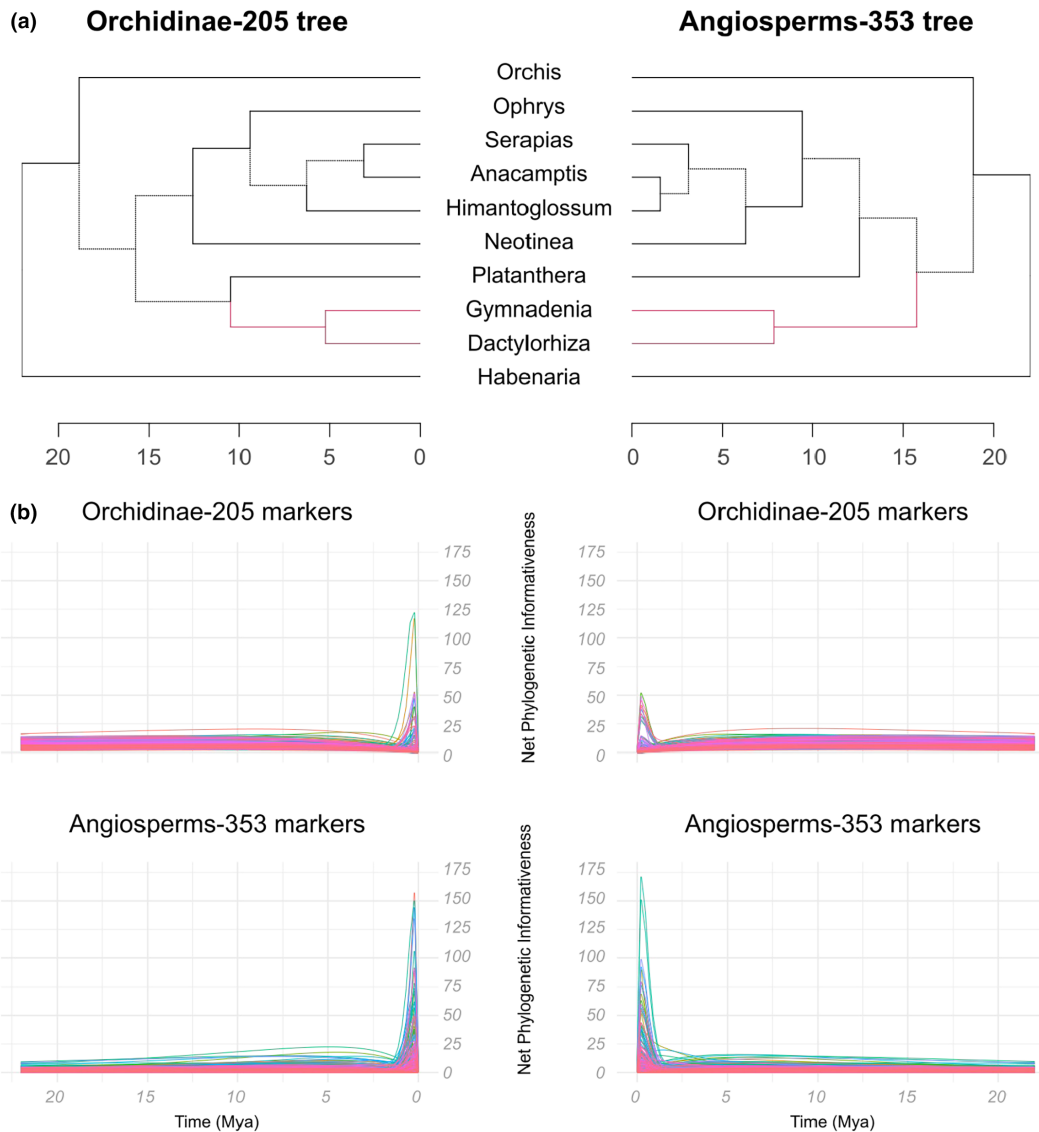 (a) Orchidinae-205 tree Angiosperms-353 tree
Orchis
Ophrys
Serapias
Anacamptis
Himantoglossum
Neotinea
Platanthera
Gymnadenia
Dactylorhiza
Habenaria
20 15 10 5 0 0 5 10 15 20
(b) Orchidinae-205 markers Orchidinae-205 markers
Net Phylogenetic Informativeness
175 175
150 150
125 125
100 100
75 75
50 50
25 25
0 0
Angiosperms-353 markers Angiosperms-353 markers
Net Phylogenetic Informativeness
175 175
150 150
125 125
100 100
75 75
50 50
25 25
0 0
20 15 10 5 0 0 5 10 15 20
Time (Mya) Time (Mya)